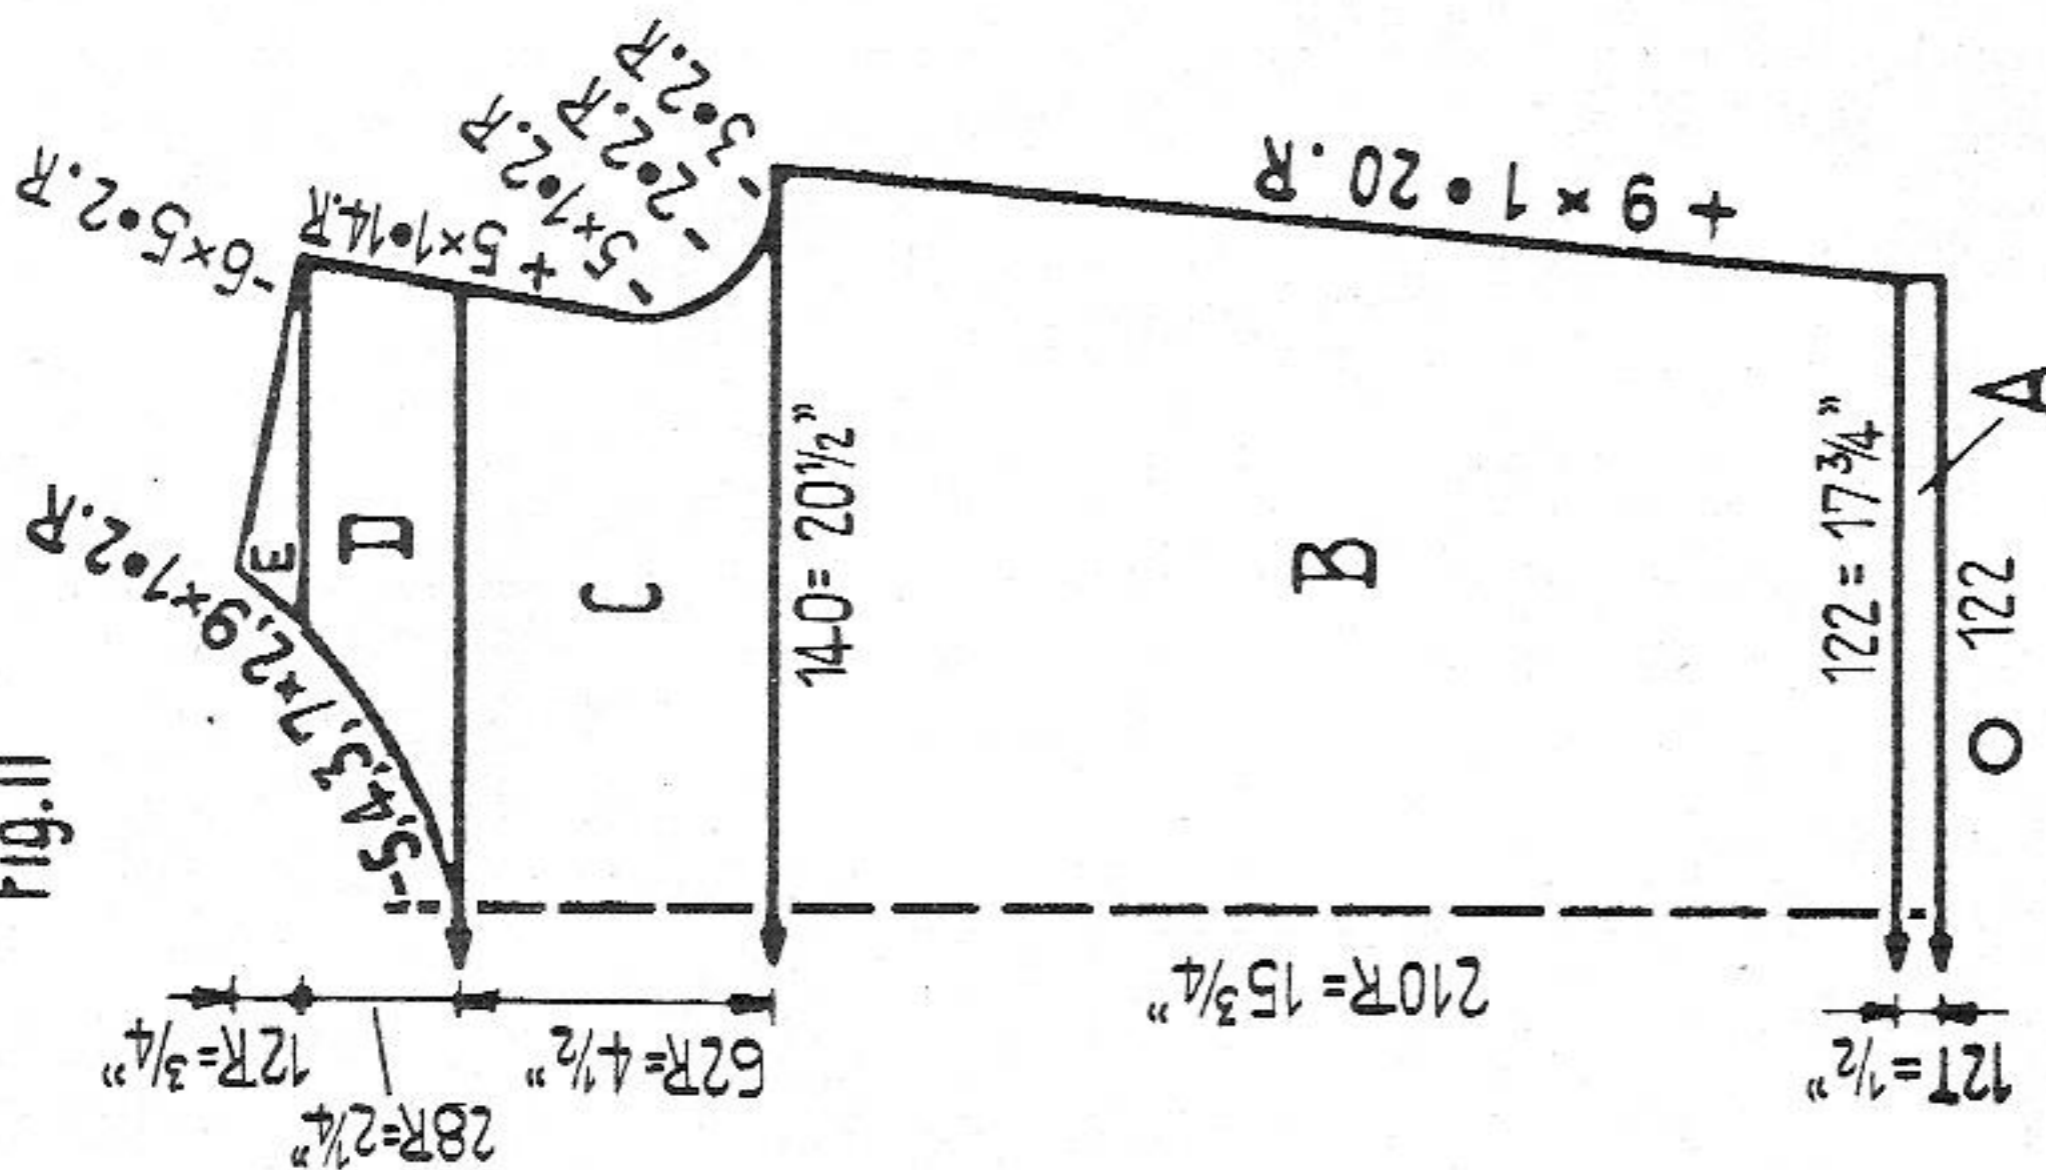 Fig.11
-6×5•2.R
-5,4,3,7×2,9×1•2.R
+5×1•14.R
-5×1•2.R
-2•2.R
-3•2.R
+9×1•20.R
E
D
C
140=20½"
B
122=17¾"
A
O 122
12R=¾"
28R=2¼"
62R=4½"
210R=15¾"
12T=½"